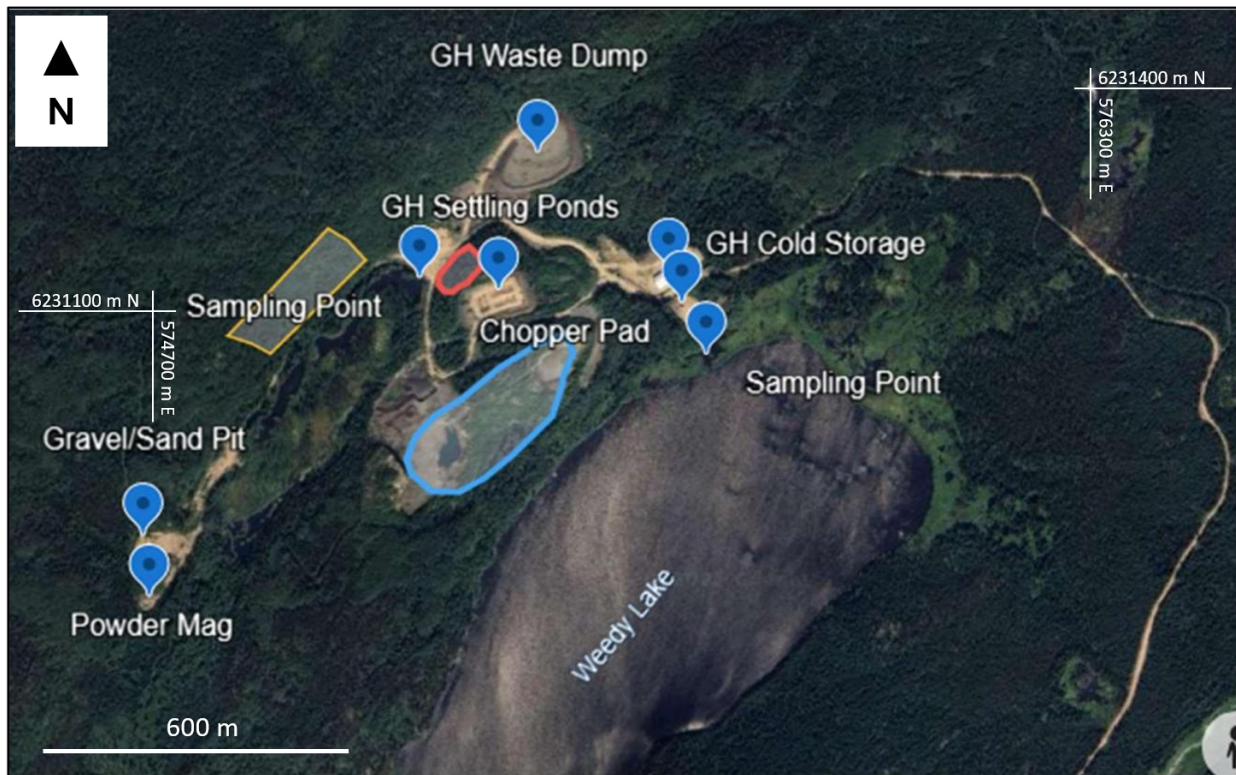 N
GH Waste Dump
6231400 m N
576300 m E
GH Settling Ponds
GH Cold Storage
Sampling Point
6231100 m N
574700 m E
Chopper Pad
Sampling Point
Gravel/Sand Pit
Powder Mag
Weedy Lake
600 m